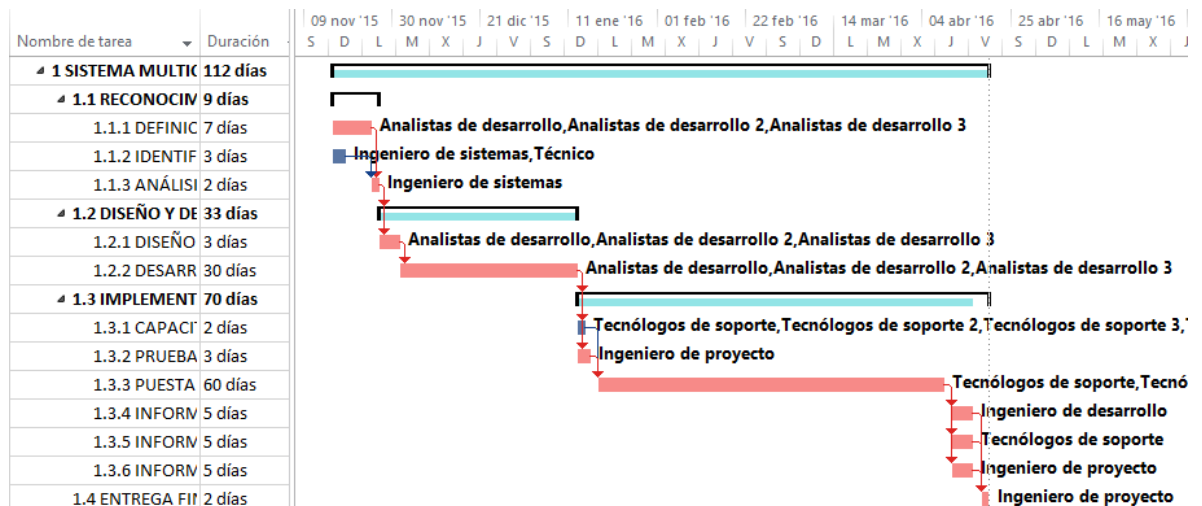 09 nov '15 30 nov '15 21 dic '15 11 ene '16 01 feb '16 22 feb '16 14 mar '16 04 abr '16 25 abr '16 16 may '16
Nombre de tarea Duración S D L M X J V S D L M X J V S D L M X J V S D L M X J
1 SISTEMA MULTIC 112 días
1.1 RECONOCIM 9 días
1.1.1 DEFINIC 7 días Analistas de desarrollo,Analistas de desarrollo 2,Analistas de desarrollo 3
1.1.2 IDENTIF 3 días Ingeniero de sistemas,Técnico
1.1.3 ANÁLISI 2 días Ingeniero de sistemas
1.2 DISEÑO Y DE 33 días
1.2.1 DISEÑO 3 días Analistas de desarrollo,Analistas de desarrollo 2,Analistas de desarrollo 3
1.2.2 DESARR 30 días Analistas de desarrollo,Analistas de desarrollo 2,Analistas de desarrollo 3
1.3 IMPLEMENT 70 días
1.3.1 CAPACI 2 días Tecnólogos de soporte,Tecnólogos de soporte 2,Tecnólogos de soporte 3,
1.3.2 PRUEBA 3 días Ingeniero de proyecto
1.3.3 PUESTA 60 días Tecnólogos de soporte,Tecnó
1.3.4 INFORM 5 días Ingeniero de desarrollo
1.3.5 INFORM 5 días Tecnólogos de soporte
1.3.6 INFORM 5 días Ingeniero de proyecto
1.4 ENTREGA FIN 2 días Ingeniero de proyecto